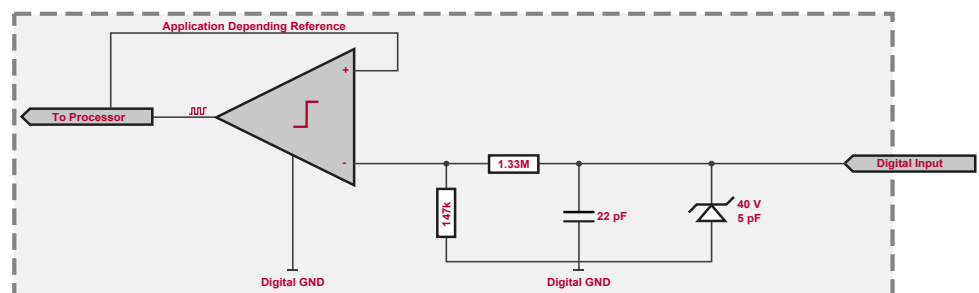 Application Depending Reference
+
To Processor
-
1.33M
Digital Input
147k
22 pF
40 V
5 pF
Digital GND
Digital GND